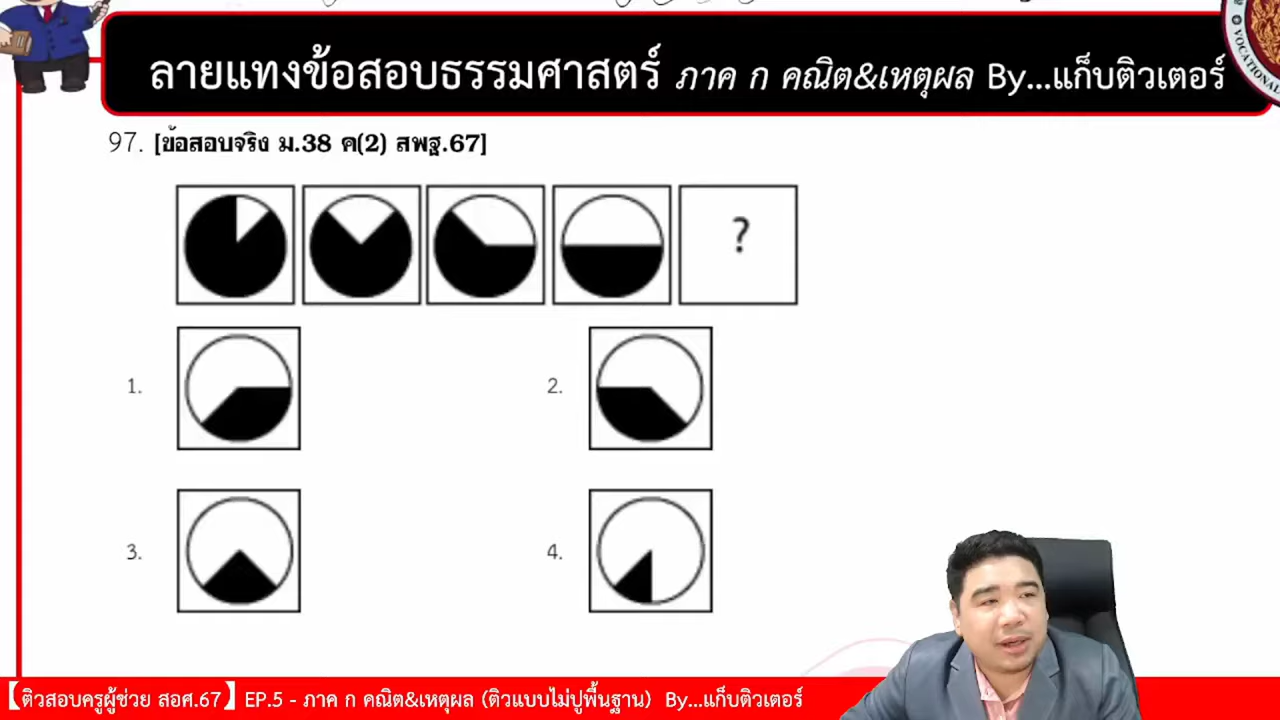 ลายแทงข้อสอบธรรมศาสตร์ ภาค ก คณิต&เหตุผล By...แก็บติวเตอร์
VOCATIONAL
97. [ข้อสอบจริง ม.38 ค(2) สพฐ.67]
?
1.
2.
3.
4.
【ติวสอบครูผู้ช่วย สอศ.67】 EP.5 - ภาค ก คณิต&เหตุผล (ติวแบบไม่ปูพื้นฐาน) By...แก็บติวเตอร์